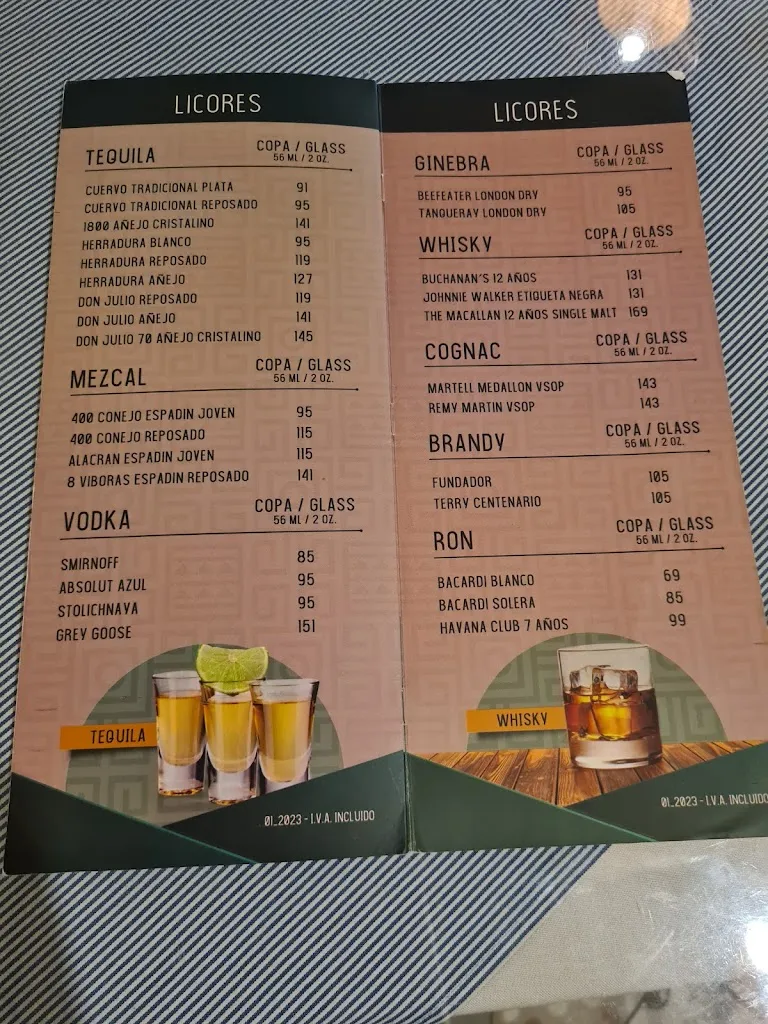 LICORES
TEQUILA COPA / GLASS
56 ML / 2 OZ.
CUERVO TRADICIONAL PLATA 91
CUERVO TRADICIONAL REPOSADO 95
1800 AÑEJO CRISTALINO 141
HERRADURA BLANCO 95
HERRADURA REPOSADO 119
HERRADURA AÑEJO 127
DON JULIO REPOSADO 119
DON JULIO AÑEJO 141
DON JULIO 70 AÑEJO CRISTALINO 145
MEZCAL COPA / GLASS
56 ML / 2 OZ.
400 CONEJO ESPADIN JOVEN 95
400 CONEJO REPOSADO 115
ALACRAN ESPADIN JOVEN 115
8 VIBORAS ESPADIN REPOSADO 141
VODKA COPA / GLASS
56 ML / 2 OZ.
SMIRNOFF 85
ABSOLUT AZUL 95
STOLICHNAYA 95
GREY GOOSE 151
TEQUILA
01_2023 - I.V.A. INCLUIDO
LICORES
GINEBRA COPA / GLASS
56 ML / 2 OZ.
BEEFEATER LONDON DRY 95
TANQUERAY LONDON DRY 105
WHISKY COPA / GLASS
56 ML / 2 OZ.
BUCHANAN'S 12 AÑOS 131
JOHNNIE WALKER ETIQUETA NEGRA 131
THE MACALLAN 12 AÑOS SINGLE MALT 169
COGNAC COPA / GLASS
56 ML / 2 OZ.
MARTELL MEDALLON VSOP 143
REMY MARTIN VSOP 143
BRANDY COPA / GLASS
56 ML / 2 OZ.
FUNDADOR 105
TERRY CENTENARIO 105
RON COPA / GLASS
56 ML / 2 OZ.
BACARDI BLANCO 69
BACARDI SOLERA 85
HAVANA CLUB 7 AÑOS 99
WHISKY
01_2023 - I.V.A. INCLUIDO